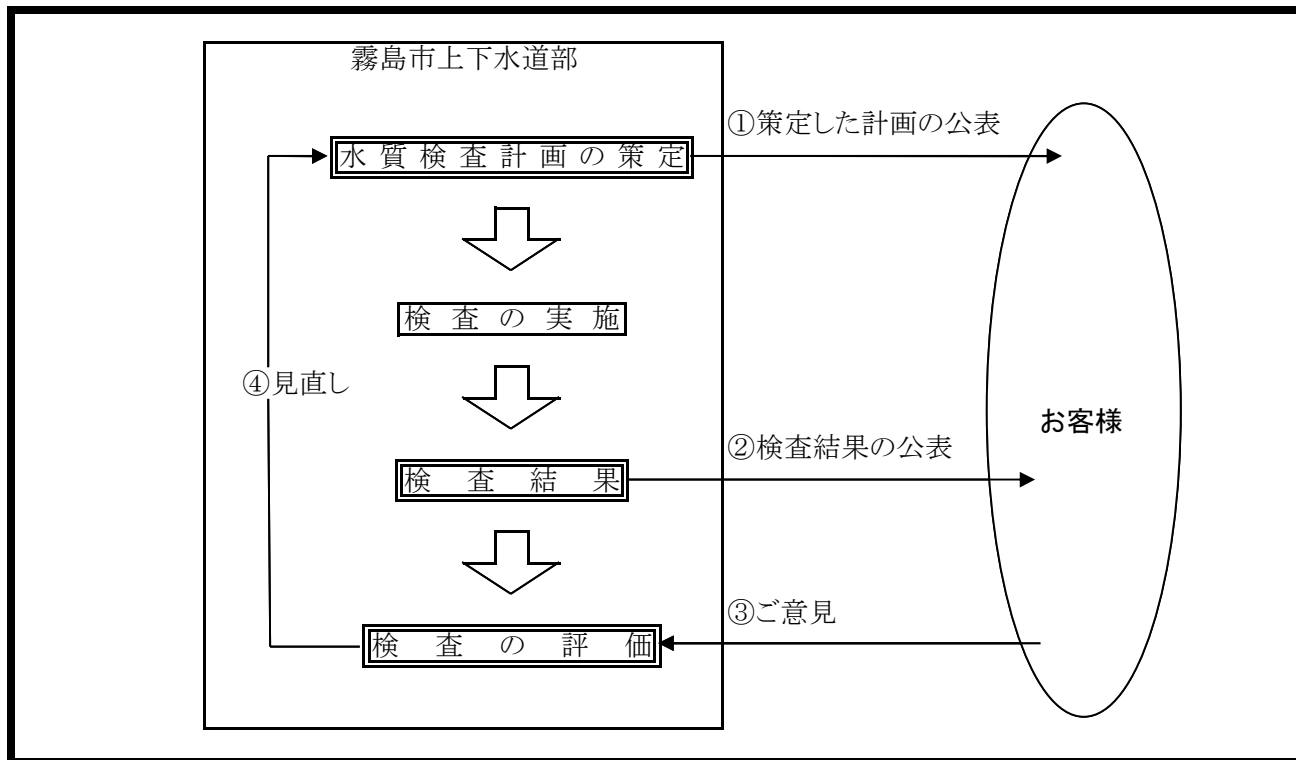 霧島市上下水道部
①策定した計画の公表
水質検査計画の策定
検査の実施
④見直し
お客様
②検査結果の公表
検査結果
③ご意見
検査の評価